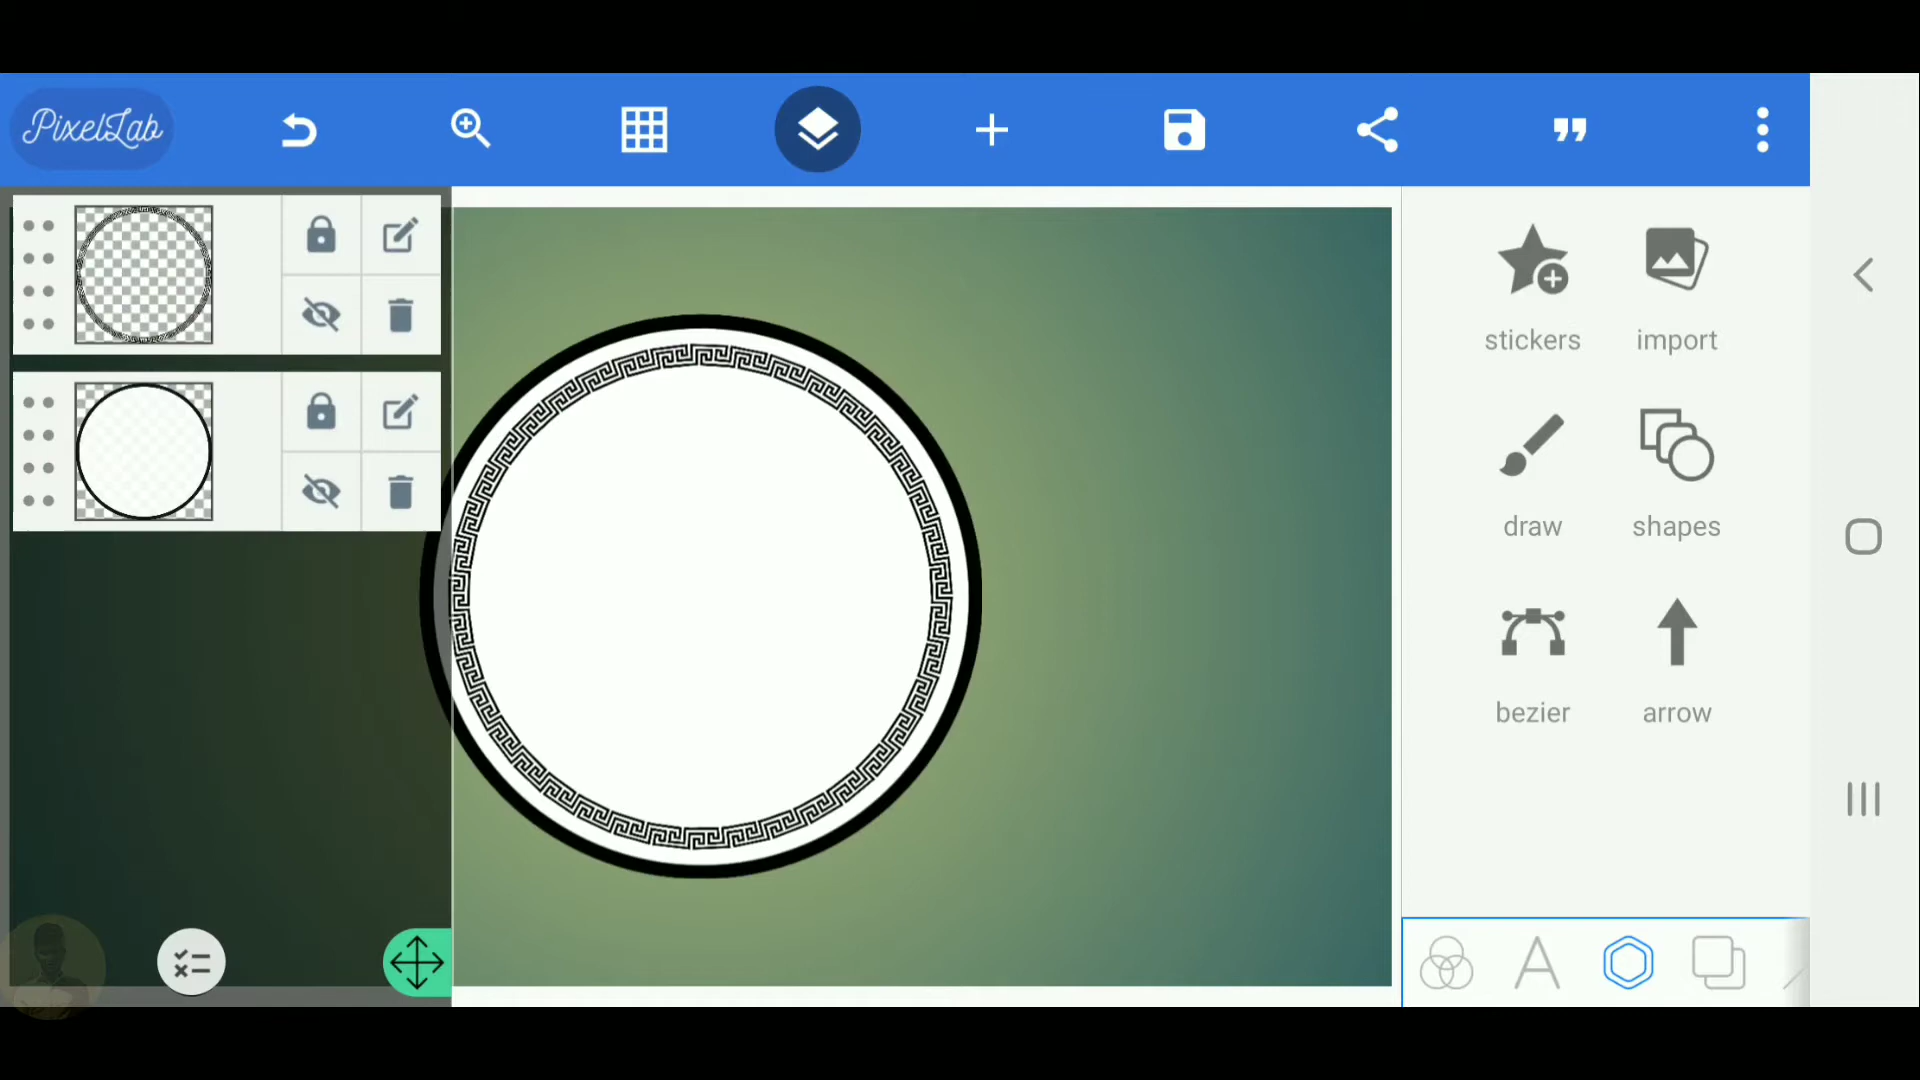 PixelLab
stickers
import
draw
shapes
bezier
arrow